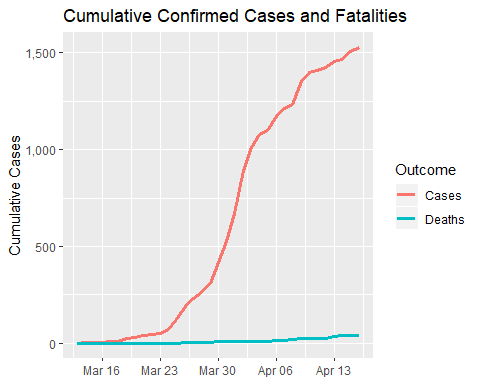 Cumulative Confirmed Cases and Fatalities
Cumulative Cases
1,500
1,000
500
0
Mar 16 Mar 23 Mar 30 Apr 06 Apr 13
Outcome
Cases
Deaths